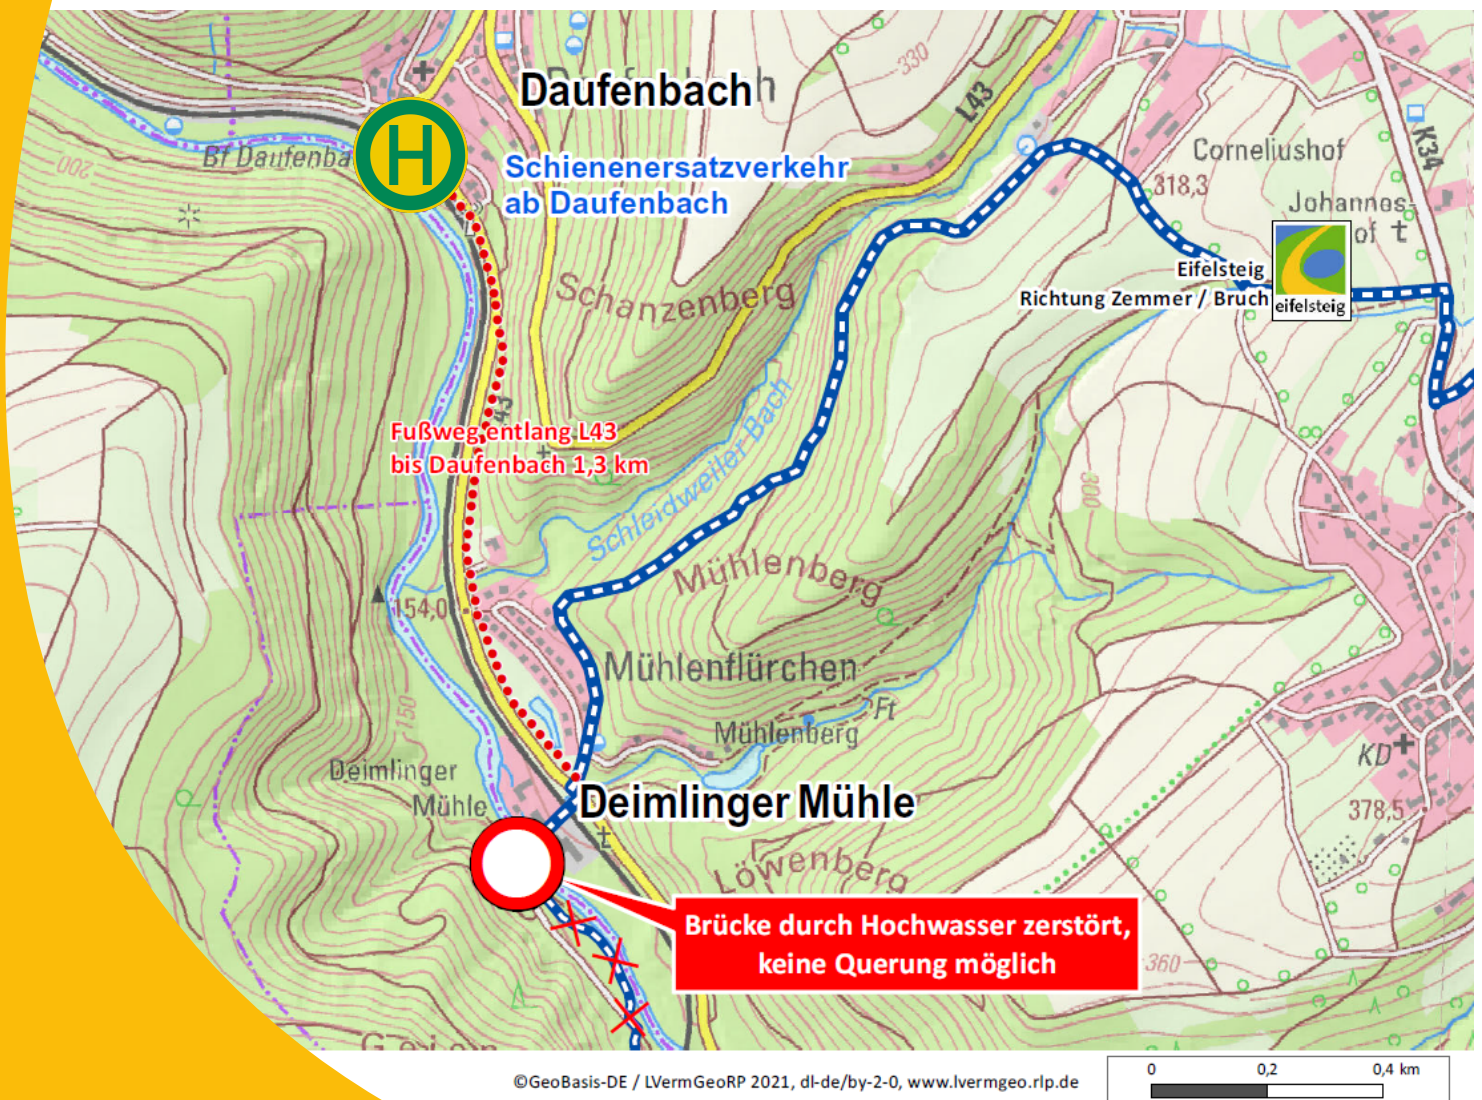 Daufenbach
Bf Daufenba
H
Schienenersatzverkehr
ab Daufenbach
200
330
L43
K34
Corneliushof
318,3
Johannes-
of
Eifelsteig
Richtung Zemmer / Bruch
eifelsteig
Schanzenberg
43
Fußweg entlang L43
bis Daufenbach 1,3 km
Schleidweiler Bach
300
Mühlenberg
154,0
Mühlenflürchen
150
Ft
Mühlenberg
Deimlinger
Mühle
Deimlinger Mühle
KD
378,5
Löwenberg
Brücke durch Hochwasser zerstört,
keine Querung möglich
360
©GeoBasis-DE / LVermGeoRP 2021, dl-de/by-2-0, www.lvermgeo.rlp.de
0 0,2 0,4 km